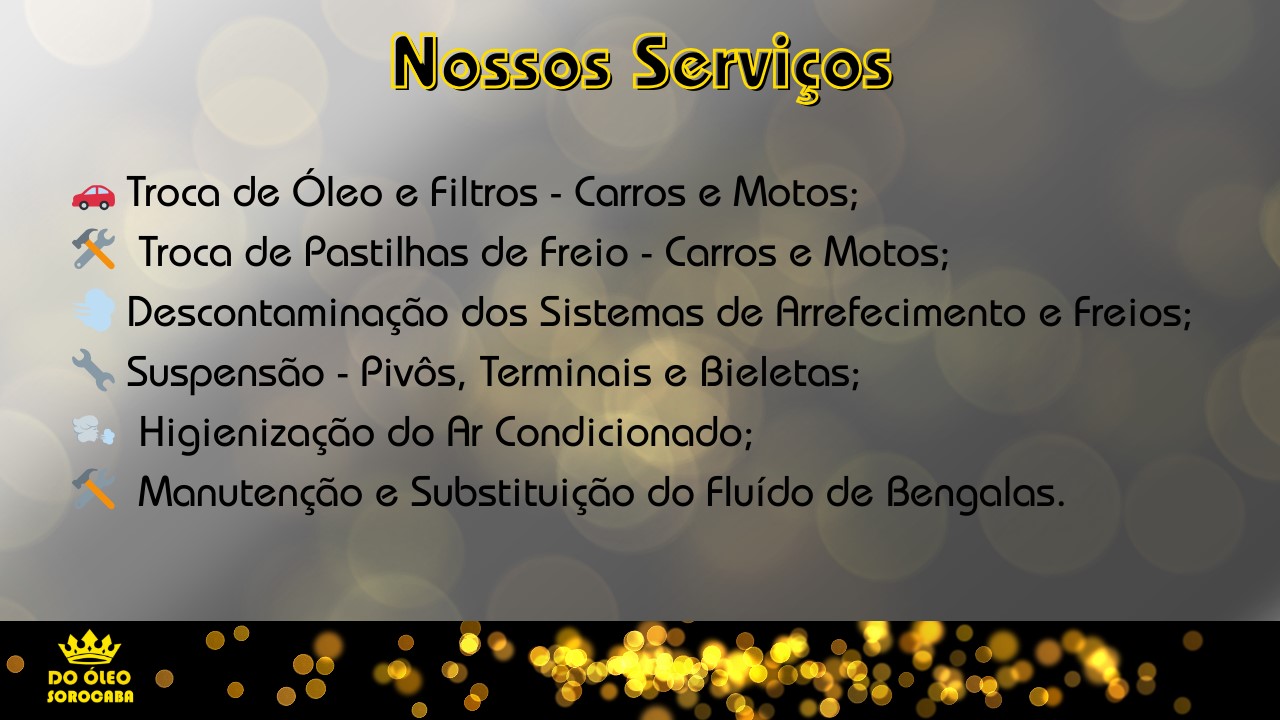 Nossos Serviços
Troca de Óleo e Filtros - Carros e Motos;
Troca de Pastilhas de Freio - Carros e Motos;
Descontaminação dos Sistemas de Arrefecimento e Freios;
Suspensão - Pivôs, Terminais e Bieletas;
Higienização do Ar Condicionado;
Manutenção e Substituição do Fluído de Bengalas.
DO ÓLEO
SOROCABA